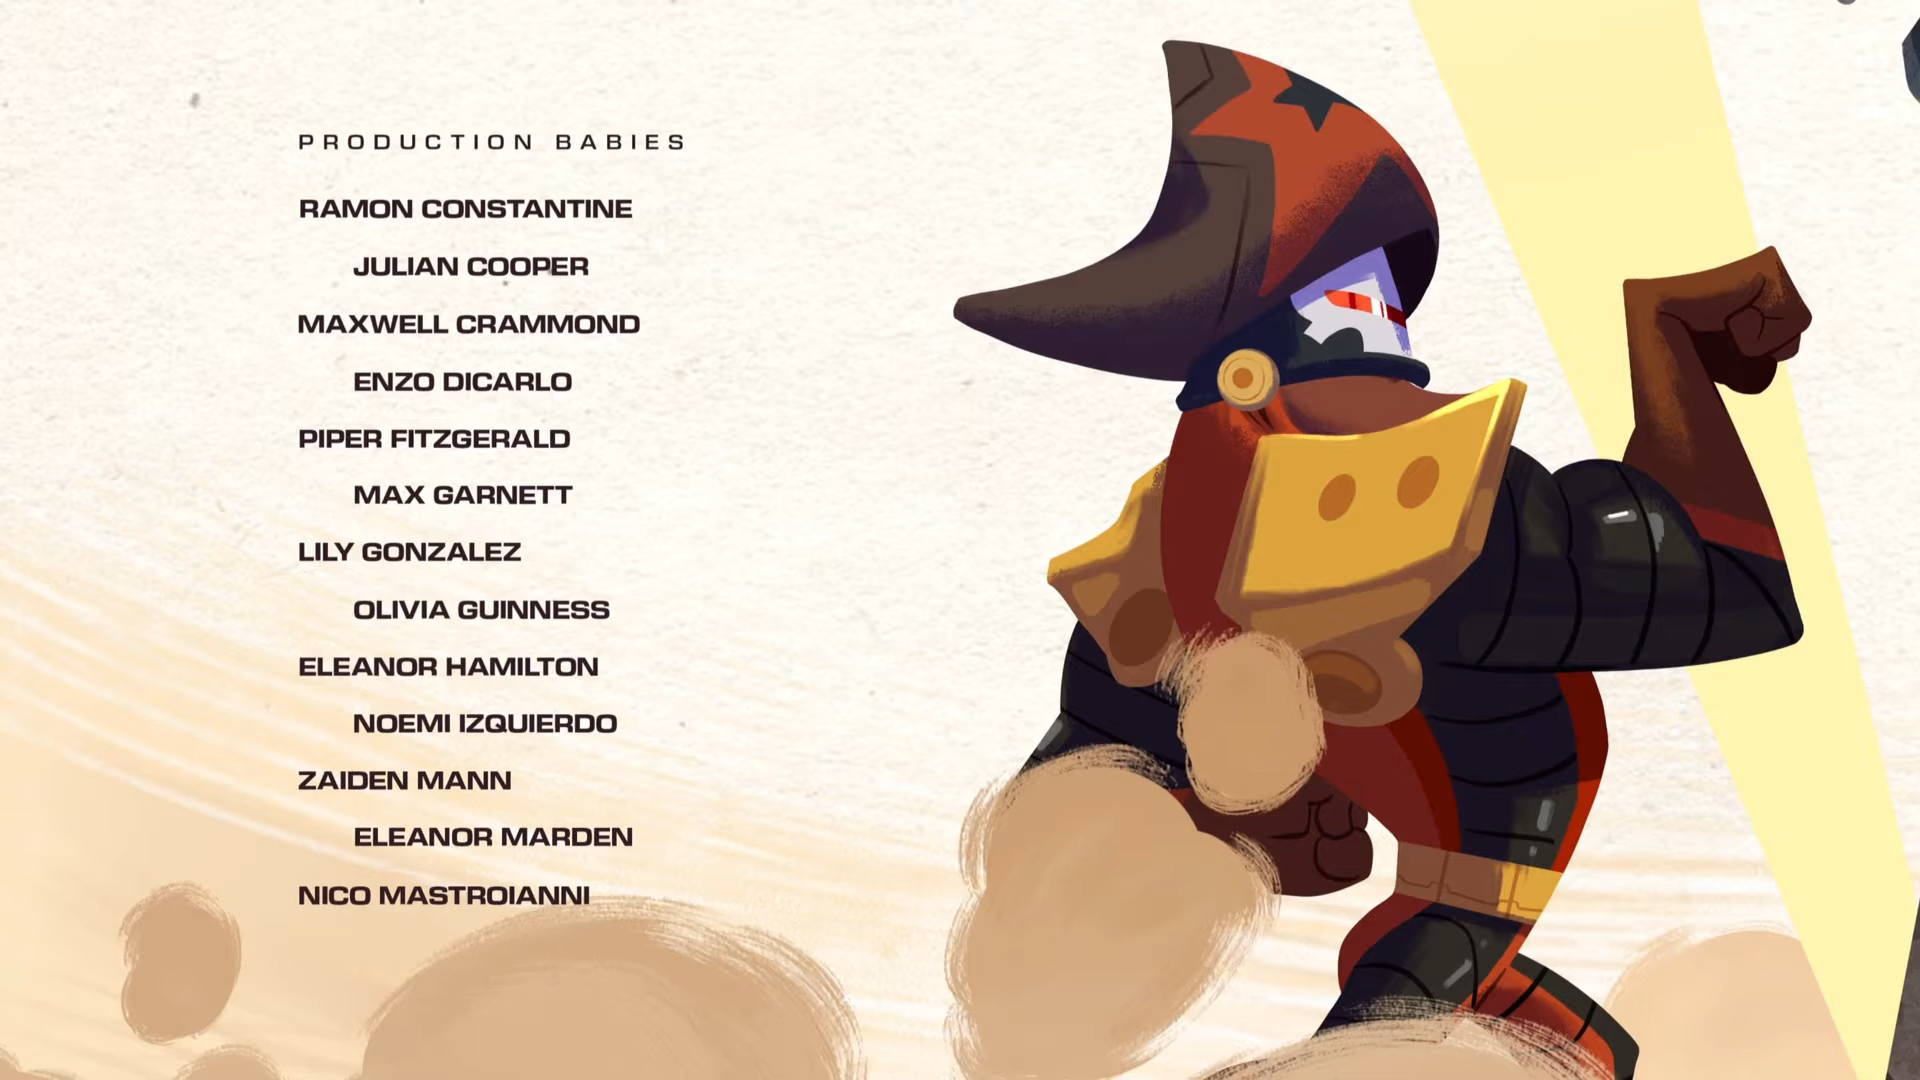 PRODUCTION BABIES
RAMON CONSTANTINE
JULIAN COOPER
MAXWELL CRAMMOND
ENZO DICARLO
PIPER FITZGERALD
MAX GARNETT
LILY GONZALEZ
OLIVIA GUINNESS
ELEANOR HAMILTON
NOEMI IZQUIERDO
ZAIDEN MANN
ELEANOR MARDEN
NICO MASTROIANNI